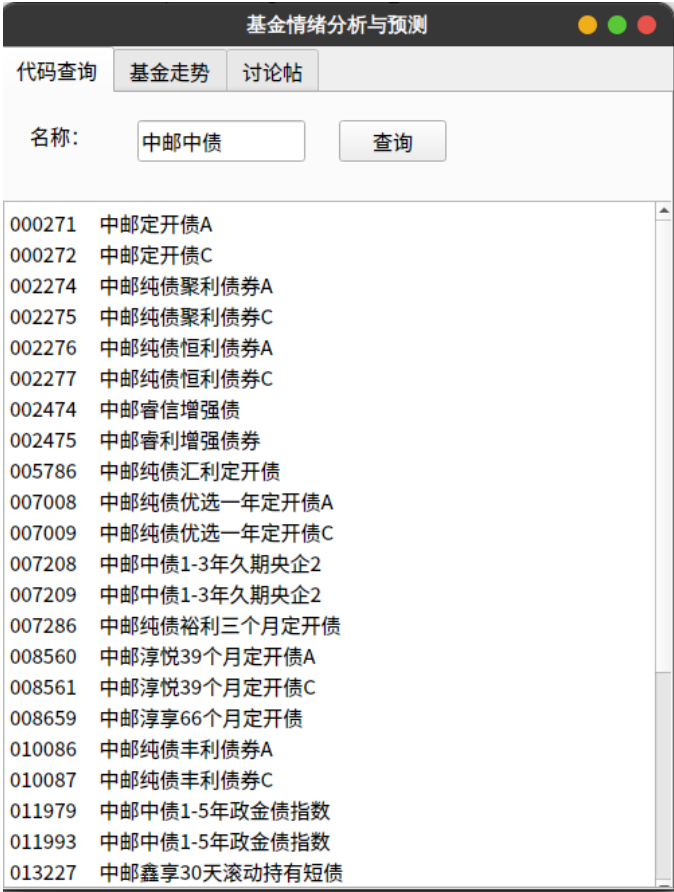 基金情绪分析与预测
代码查询 基金走势 讨论帖
名称： 中邮中债 查询
000271 中邮定开债A
000272 中邮定开债C
002274 中邮纯债聚利债券A
002275 中邮纯债聚利债券C
002276 中邮纯债恒利债券A
002277 中邮纯债恒利债券C
002474 中邮睿信增强债
002475 中邮睿利增强债券
005786 中邮纯债汇利定开债
007008 中邮纯债优选一年定开债A
007009 中邮纯债优选一年定开债C
007208 中邮中债1-3年久期央企2
007209 中邮中债1-3年久期央企2
007286 中邮纯债裕利三个月定开债
008560 中邮淳悦39个月定开债A
008561 中邮淳悦39个月定开债C
008659 中邮淳享66个月定开债
010086 中邮纯债丰利债券A
010087 中邮纯债丰利债券C
011979 中邮中债1-5年政金债指数
011993 中邮中债1-5年政金债指数
013227 中邮鑫享30天滚动持有短债